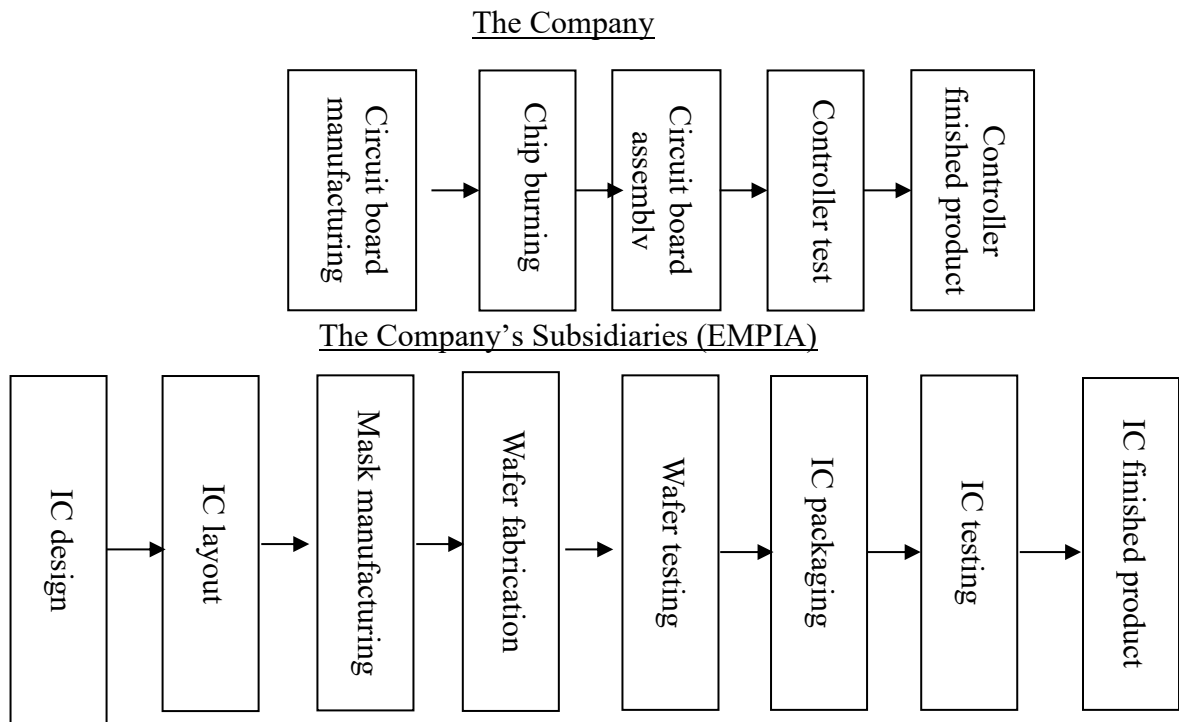 The Company
Circuit board
manufacturing
Chip burning
Circuit board
assembly
Controller test
Controller
finished product
The Company’s Subsidiaries (EMPIA)
IC design
IC layout
Mask manufacturing
Wafer fabrication
Wafer testing
IC packaging
IC testing
IC finished product